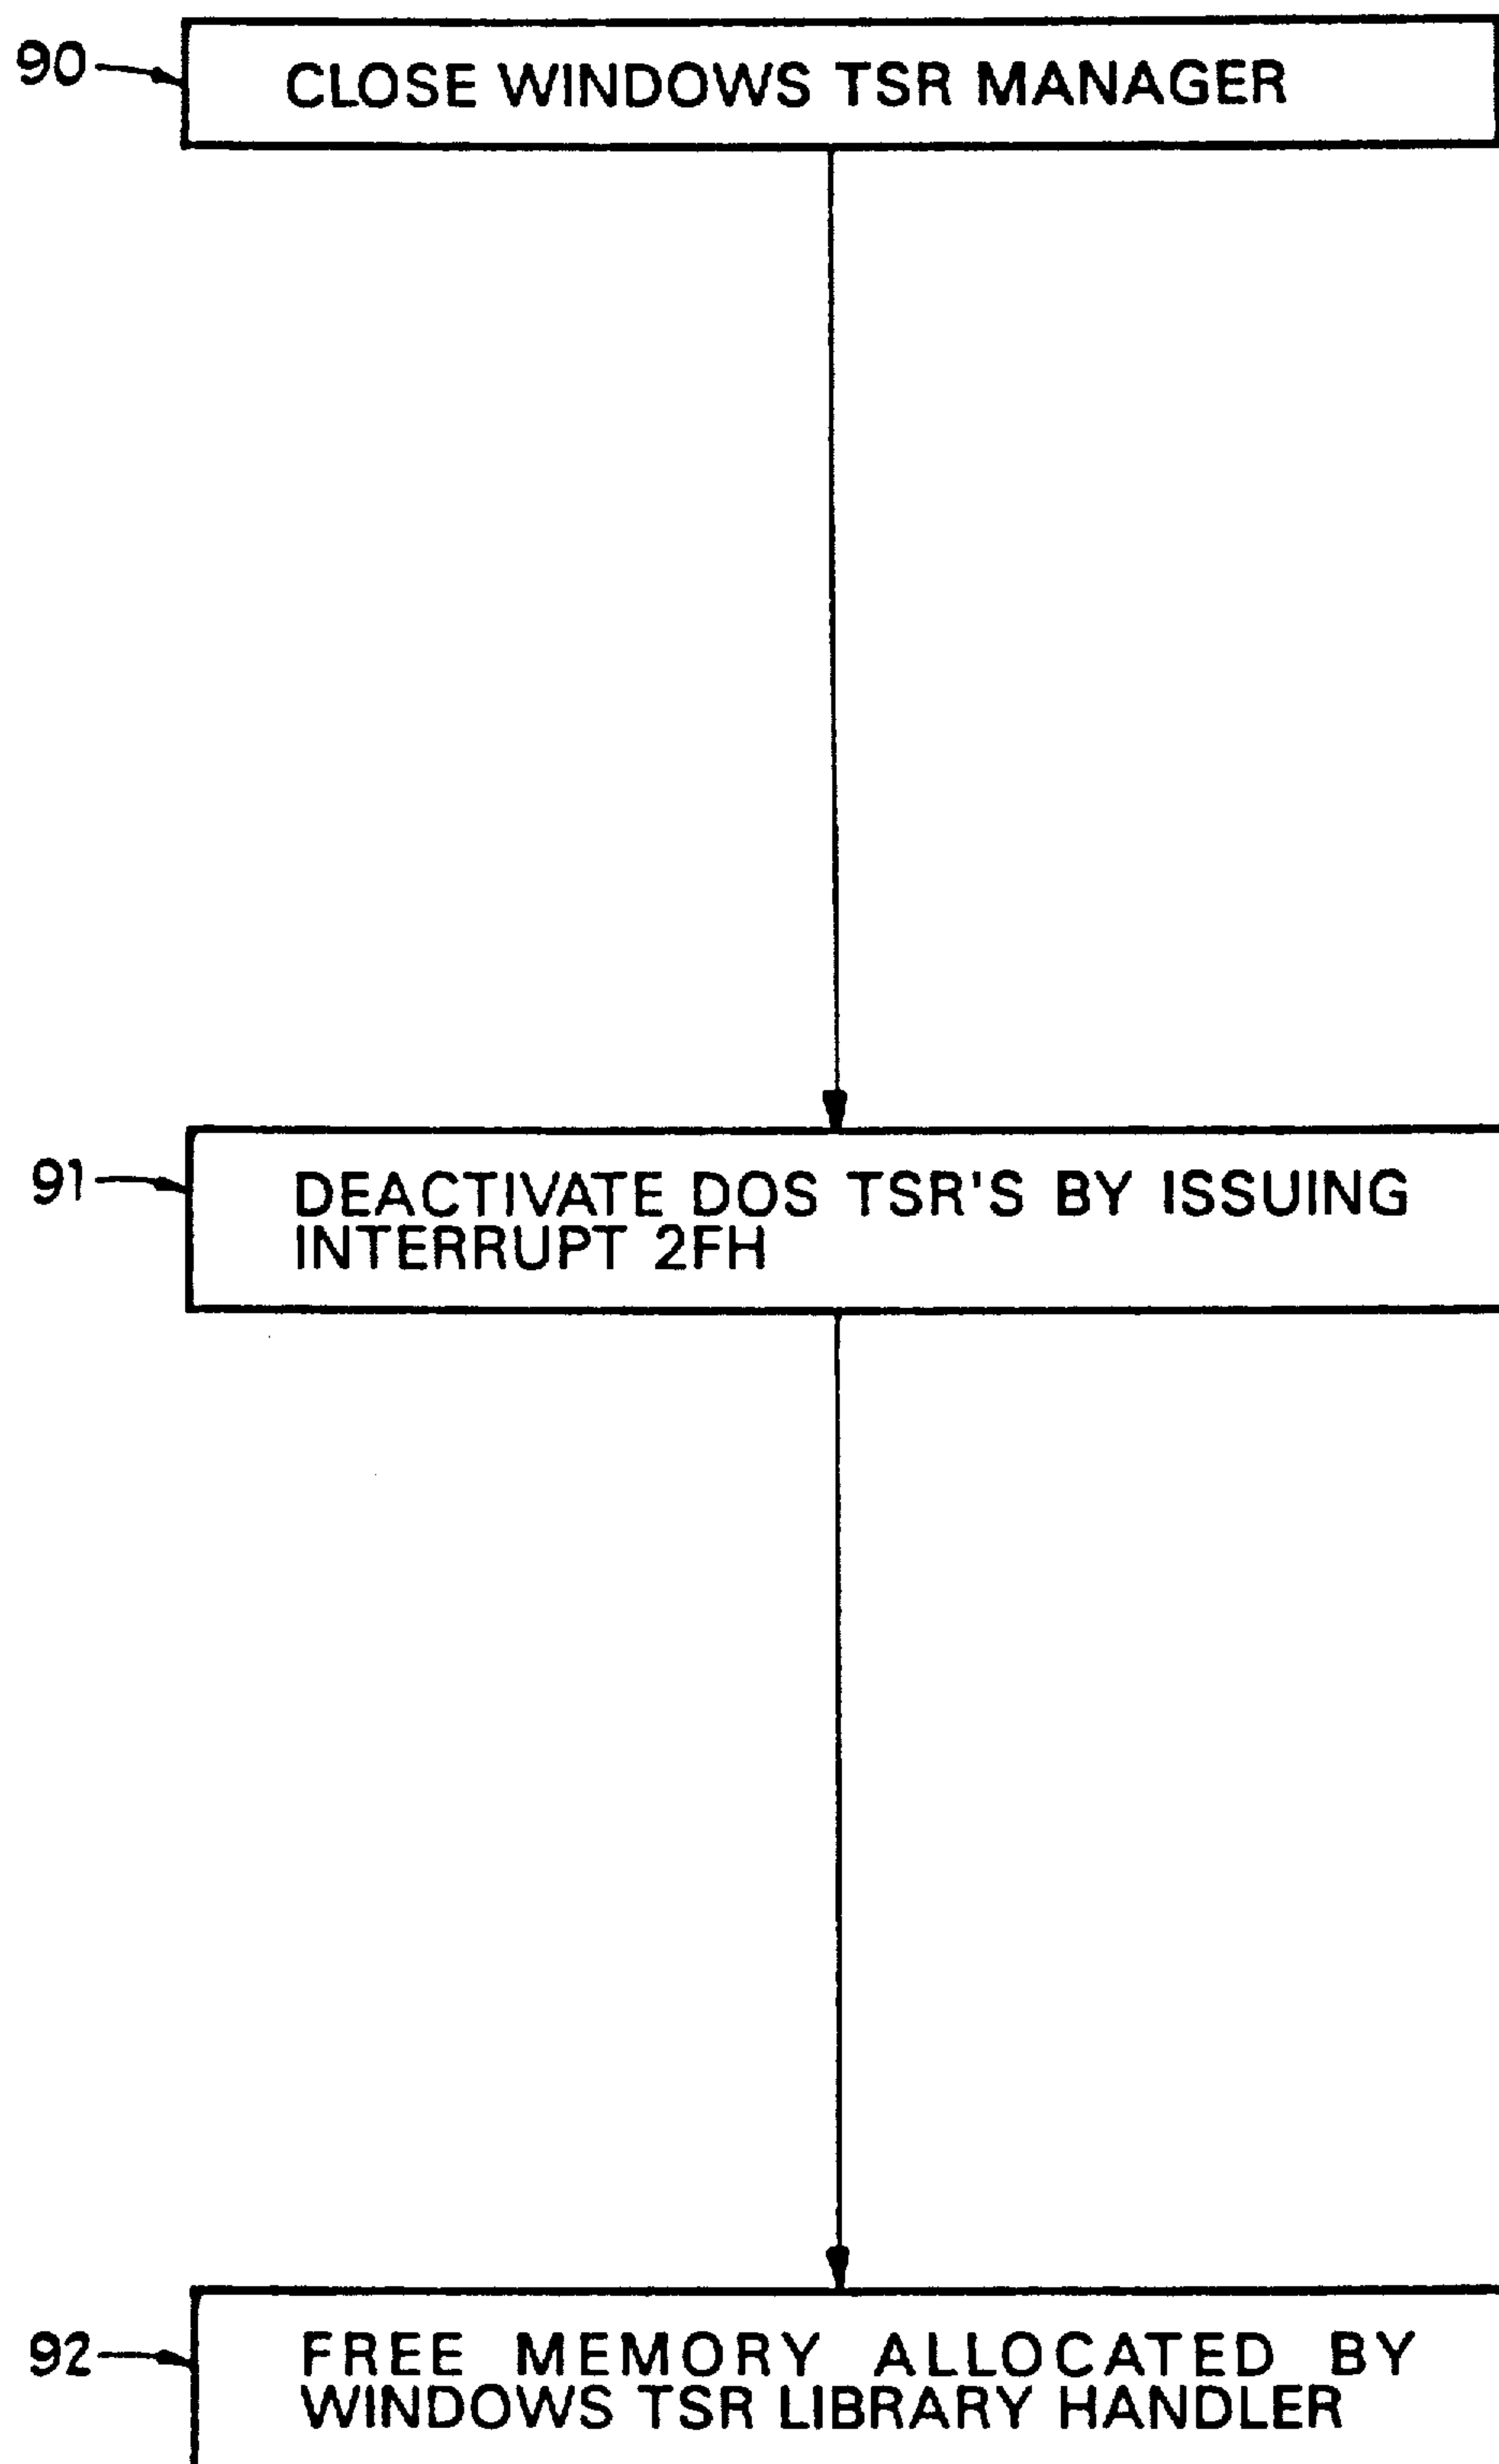 90
CLOSE WINDOWS TSR MANAGER
91
DEACTIVATE DOS TSR'S BY ISSUING
INTERRUPT 2FH
92
FREE MEMORY ALLOCATED BY
WINDOWS TSR LIBRARY HANDLER